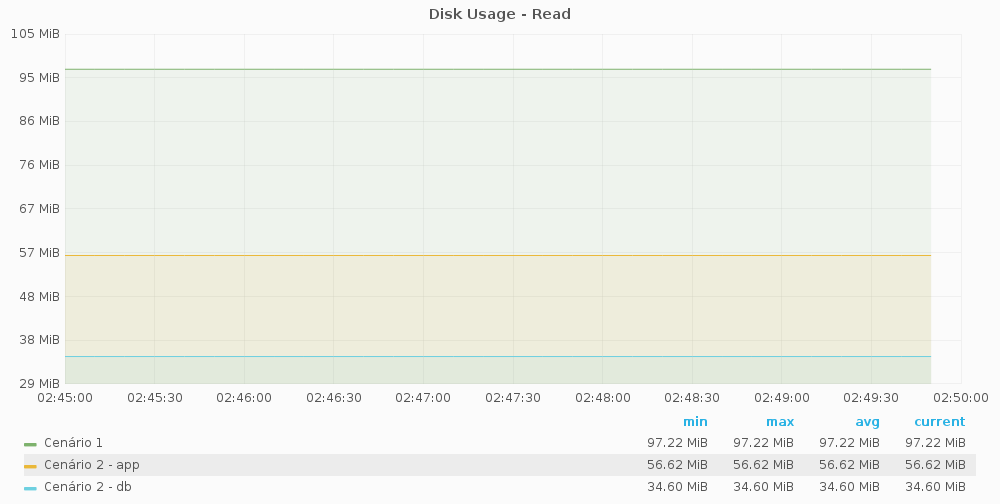 Disk Usage - Read
105 MiB
95 MiB
86 MiB
76 MiB
67 MiB
57 MiB
48 MiB
38 MiB
29 MiB
02:45:00 02:45:30 02:46:00 02:46:30 02:47:00 02:47:30 02:48:00 02:48:30 02:49:00 02:49:30 02:50:00
min max avg current
Cenário 1 97.22 MiB 97.22 MiB 97.22 MiB 97.22 MiB
Cenário 2 - app 56.62 MiB 56.62 MiB 56.62 MiB 56.62 MiB
Cenário 2 - db 34.60 MiB 34.60 MiB 34.60 MiB 34.60 MiB